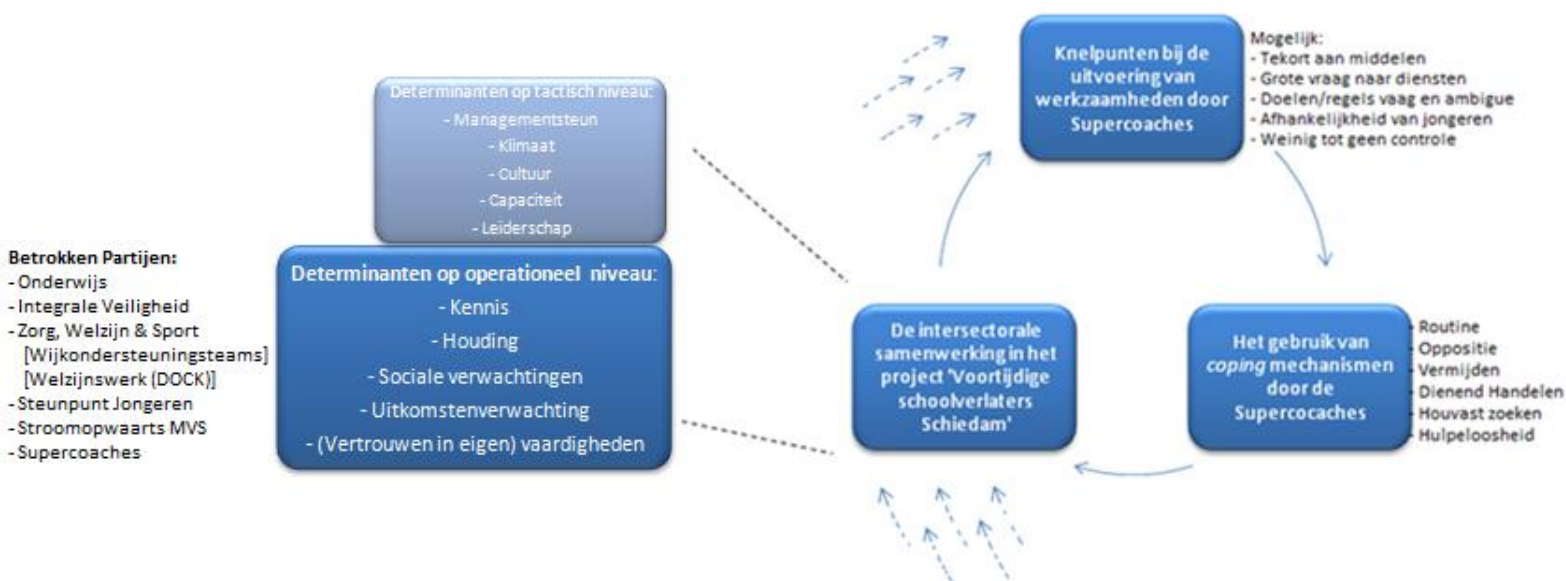 Betrokken Partijen:
- Onderwijs
- Integrale Veiligheid
- Zorg, Welzijn & Sport
[Wijkondersteuningsteams]
[Welzijnswerk (DOCK)]
- Steunpunt Jongeren
- Stroomopwaarts MVS
- Supercoaches
Determinanten op tactisch niveau:
- Managementsteun
- Klimaat
- Cultuur
- Capaciteit
- Leiderschap
Determinanten op operationeel niveau:
- Kennis
- Houding
- Sociale verwachtingen
- Uitkomstenverwachting
- (Vertrouwen in eigen) vaardigheden
Knelpunten bij de
uitvoering van
werkzaamheden door
Supercoaches
Mogelijk:
- Tekort aan middelen
- Grote vraag naar diensten
- Doelen/regels vaag en ambigue
- Afhankelijkheid van jongeren
- Weinig tot geen controle
De intersectorale
samenwerking in het
project 'Voortijdige
schoolverlaters
Schiedam'
Het gebruik van
coping mechanismen
door de
Supercocaches
- Routine
- Oppositie
- Vermijden
- Dienend Handelen
- Houvast zoeken
- Hulpeloosheid